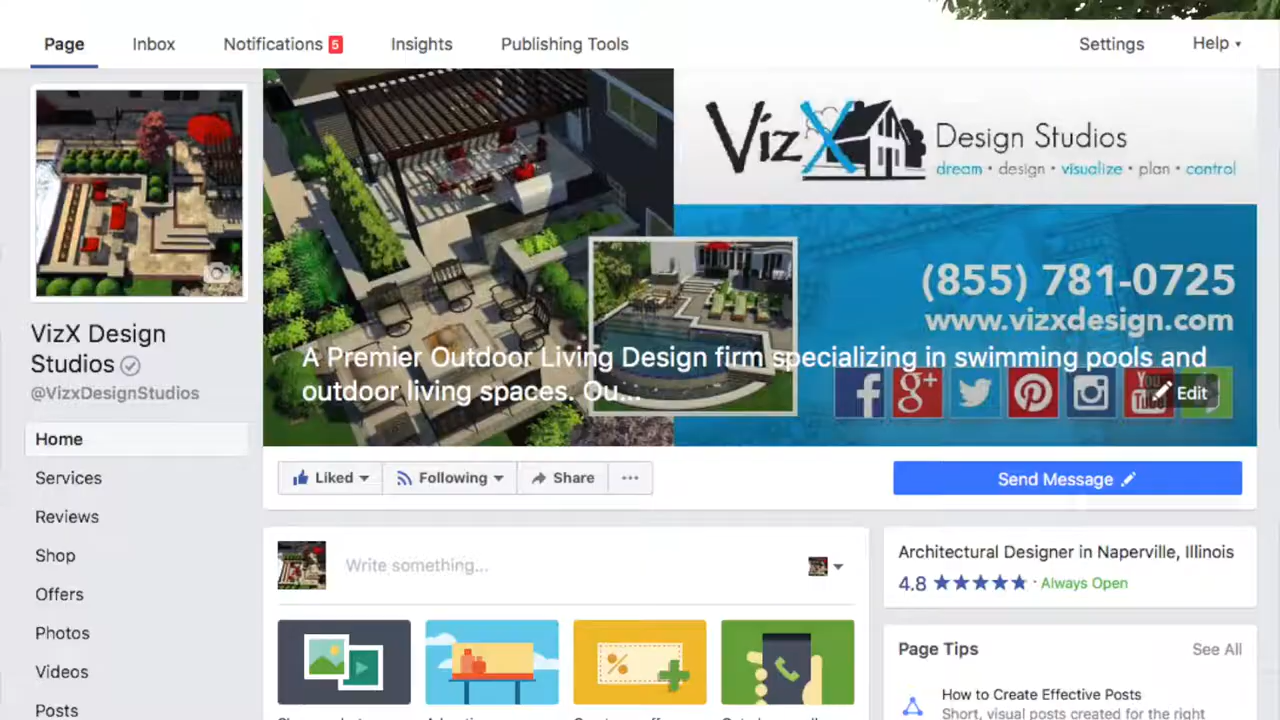 Page Inbox Notifications 5 Insights Publishing Tools Settings Help
VizX Design Studios
dream • design • visualize • plan • control
(855) 781-0725
www.vizxdesign.com
A Premier Outdoor Living Design firm specializing in swimming pools and
outdoor living spaces. Ou...
Edit
VizX Design
Studios
@VizxDesignStudios
Home
Services
Reviews
Shop
Offers
Photos
Videos
Posts
Liked Following Share ...
Send Message
Write something...
Architectural Designer in Naperville, Illinois
4.8 · Always Open
Page Tips See All
How to Create Effective Posts
Short, visual posts created for the right